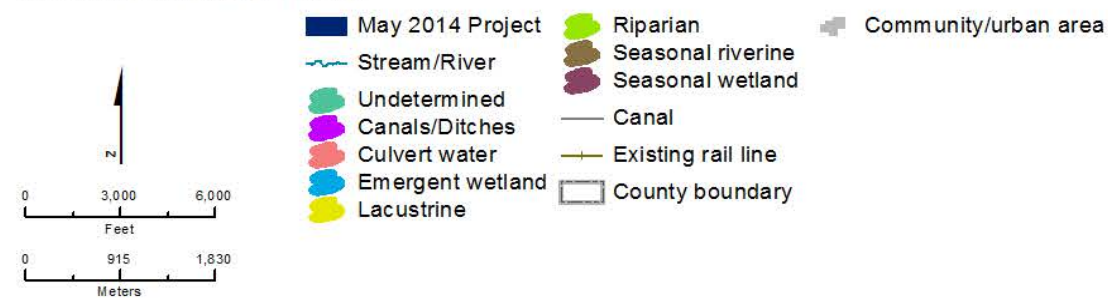 May 2014 Project
Stream/River
Undetermined
Canals/Ditches
Culvert water
Emergent wetland
Lacustrine
Riparian
Seasonal riverine
Seasonal wetland
Canal
Existing rail line
County boundary
Community/urban area
N
0 3,000 6,000
Feet
0 915 1,830
Meters